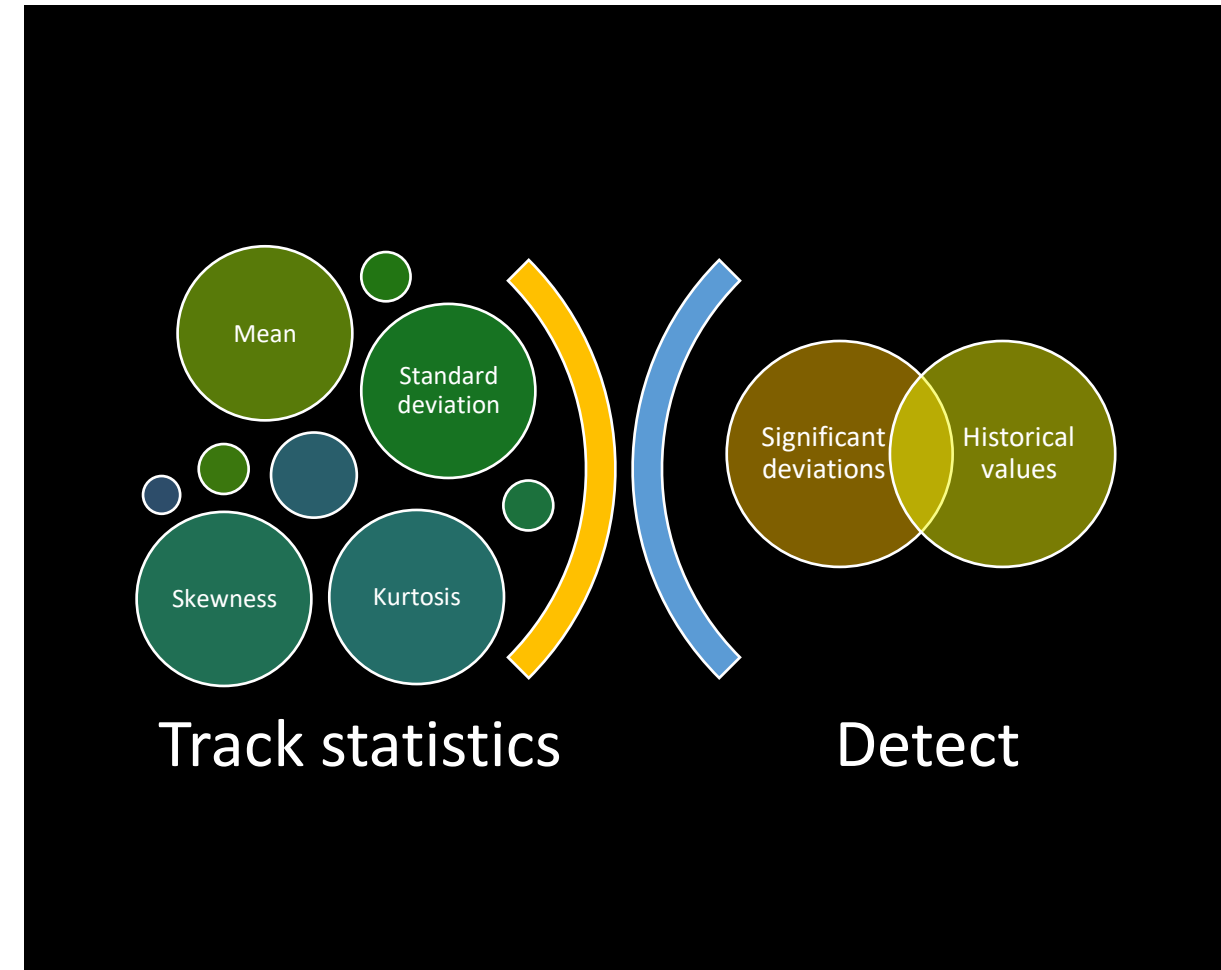 Mean
Standard
deviation
Skewness
Kurtosis
Track statistics
Significant
deviations
Historical
values
Detect